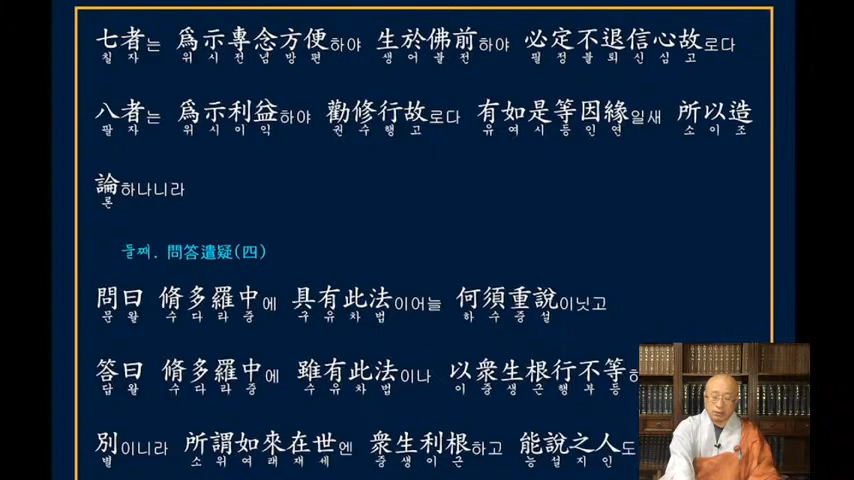 七者는 爲示專念方便하야 生於佛前하야 必定不退信心故로다
칠자 위시전념방편 생어불전 필정불퇴신심고
八者는 爲示利益하야 勸修行故로다 有如是等因緣일새 所以造
팔자 위시이익 권수행고 유여시등인연 소이조
論하나니라
론
둘째. 問答遣疑(四)
問曰 脩多羅中에 具有此法이어늘 何須重說이닛고
문왈 수다라중 구유차법 하수중설
答曰 脩多羅中에 雖有此法이나 以衆生根行不等
답왈 수다라중 수유차법 이중생근행부등
別이니라 所謂如來在世엔 衆生利根하고 能說之人도
별 소위여래재세 중생이근 능설지인